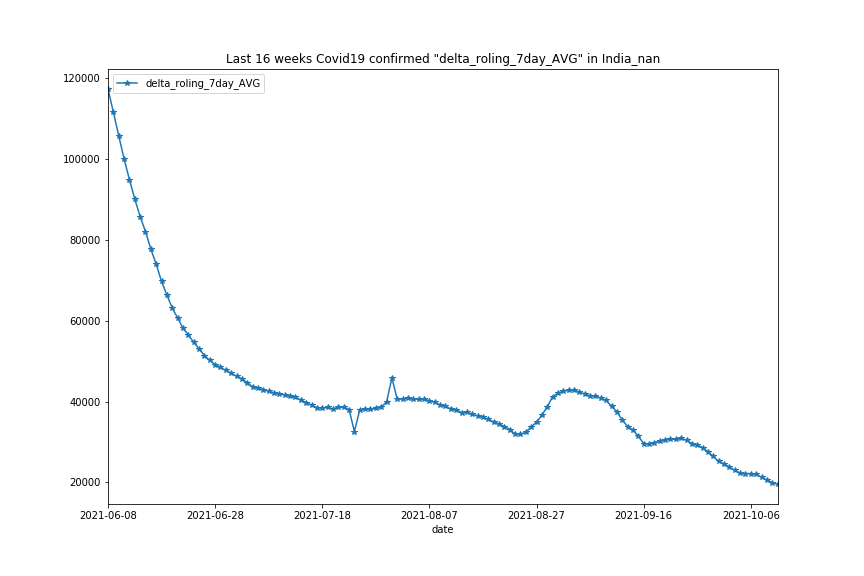 Last 16 weeks Covid19 confirmed "delta_roling_7day_AVG" in India_nan
delta_roling_7day_AVG
120000
100000
80000
60000
40000
20000
2021-06-08 2021-06-28 2021-07-18 2021-08-07 2021-08-27 2021-09-16 2021-10-06
date